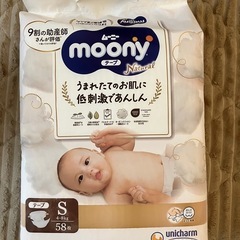 9割の助産師
さんが評価
ムーニー
moony
テープ
Natural
うまれたてのお肌に
低刺激であんしん
テープ
S
4-8kg
58枚
unicharm